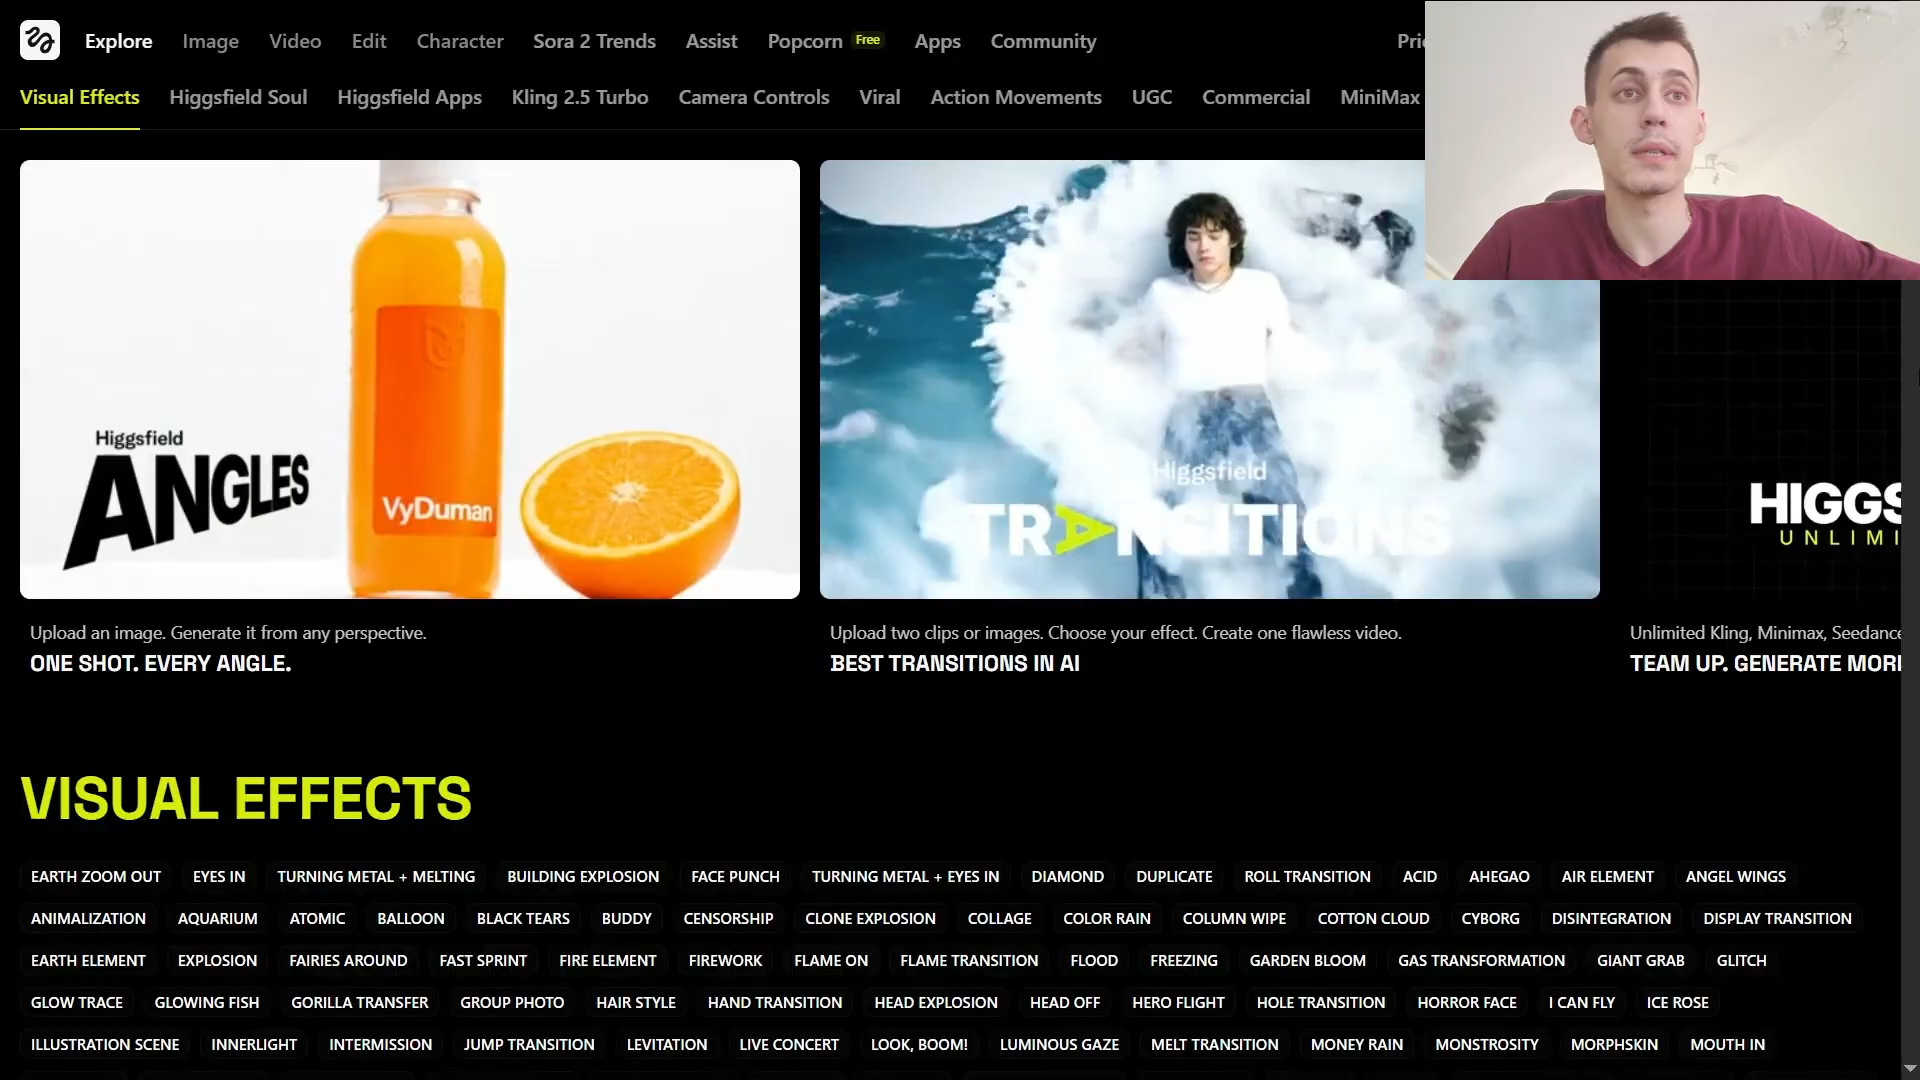 Explore Image Video Edit Character Sora 2 Trends Assist Popcorn Free Apps Community
Visual Effects Higgsfield Soul Higgsfield Apps Kling 2.5 Turbo Camera Controls Viral Action Movements UGC Commercial MiniMax
Higgsfield
ANGLES
VyDuman
Higgsfield
TRANSITIONS
HIGGS
UNLIMI
Upload an image. Generate it from any perspective.
ONE SHOT. EVERY ANGLE.
Upload two clips or images. Choose your effect. Create one flawless video.
BEST TRANSITIONS IN AI
Unlimited Kling, Minimax, Seedance
TEAM UP. GENERATE MORE
VISUAL EFFECTS
EARTH ZOOM OUT EYES IN TURNING METAL + MELTING BUILDING EXPLOSION FACE PUNCH TURNING METAL + EYES IN DIAMOND DUPLICATE ROLL TRANSITION ACID AHEGAO AIR ELEMENT ANGEL WINGS
ANIMALIZATION AQUARIUM ATOMIC BALLOON BLACK TEARS BUDDY CENSORSHIP CLONE EXPLOSION COLLAGE COLOR RAIN COLUMN WIPE COTTON CLOUD CYBORG DISINTEGRATION DISPLAY TRANSITION
EARTH ELEMENT EXPLOSION FAIRIES AROUND FAST SPRINT FIRE ELEMENT FIREWORK FLAME ON FLAME TRANSITION FLOOD FREEZING GARDEN BLOOM GAS TRANSFORMATION GIANT GRAB GLITCH
GLOW TRACE GLOWING FISH GORILLA TRANSFER GROUP PHOTO HAIR STYLE HAND TRANSITION HEAD EXPLOSION HEAD OFF HERO FLIGHT HOLE TRANSITION HORROR FACE I CAN FLY ICE ROSE
ILLUSTRATION SCENE INNERLIGHT INTERMISSION JUMP TRANSITION LEVITATION LIVE CONCERT LOOK, BOOM! LUMINOUS GAZE MELT TRANSITION MONEY RAIN MONSTROSITY MORPHSKIN MOUTH IN